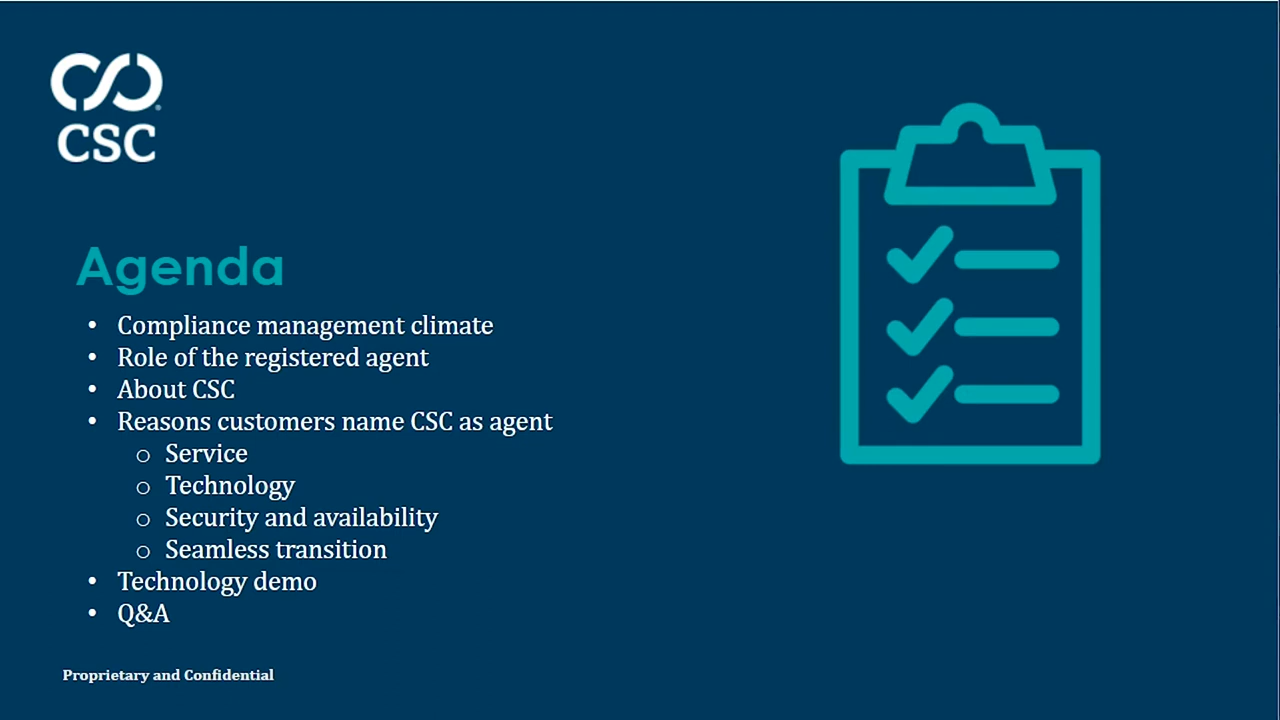 CSC
Agenda
• Compliance management climate
• Role of the registered agent
• About CSC
• Reasons customers name CSC as agent
o Service
o Technology
o Security and availability
o Seamless transition
• Technology demo
• Q&A
Proprietary and Confidential